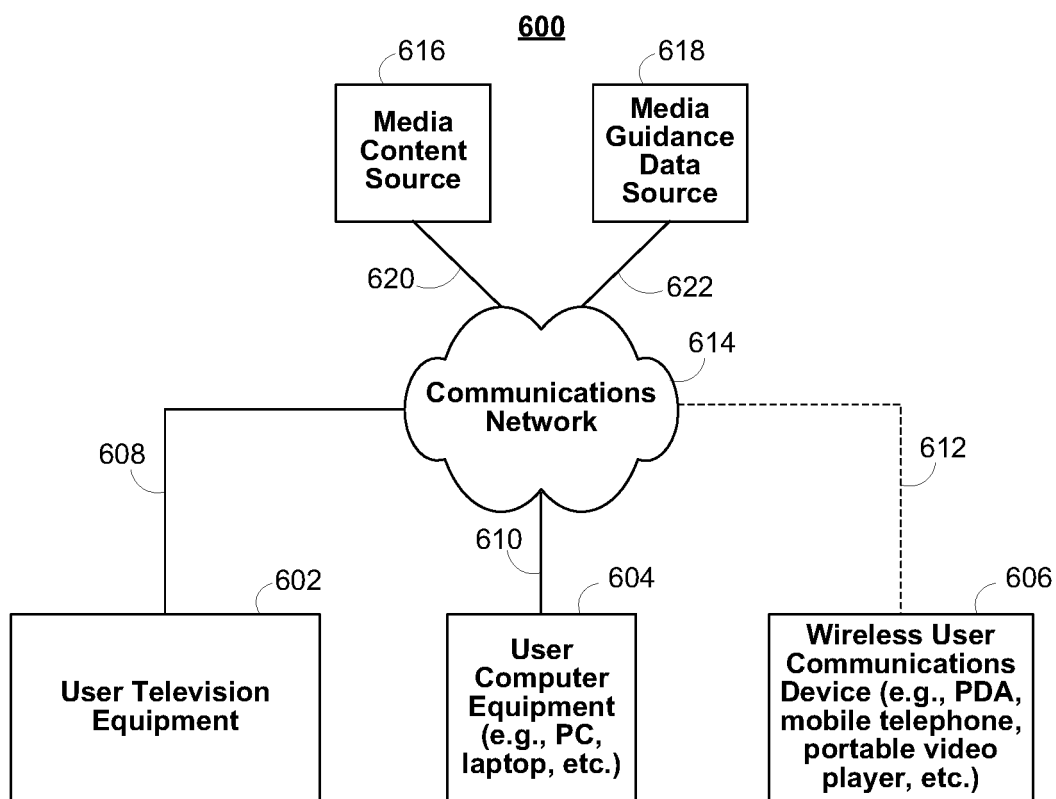 600
616
618
Media
Content
Source
Media
Guidance
Data
Source
620
622
614
Communications
Network
608
612
610
602
604
606
User Television
Equipment
User
Computer
Equipment
(e.g., PC,
laptop, etc.)
Wireless User
Communications
Device (e.g., PDA,
mobile telephone,
portable video
player, etc.)